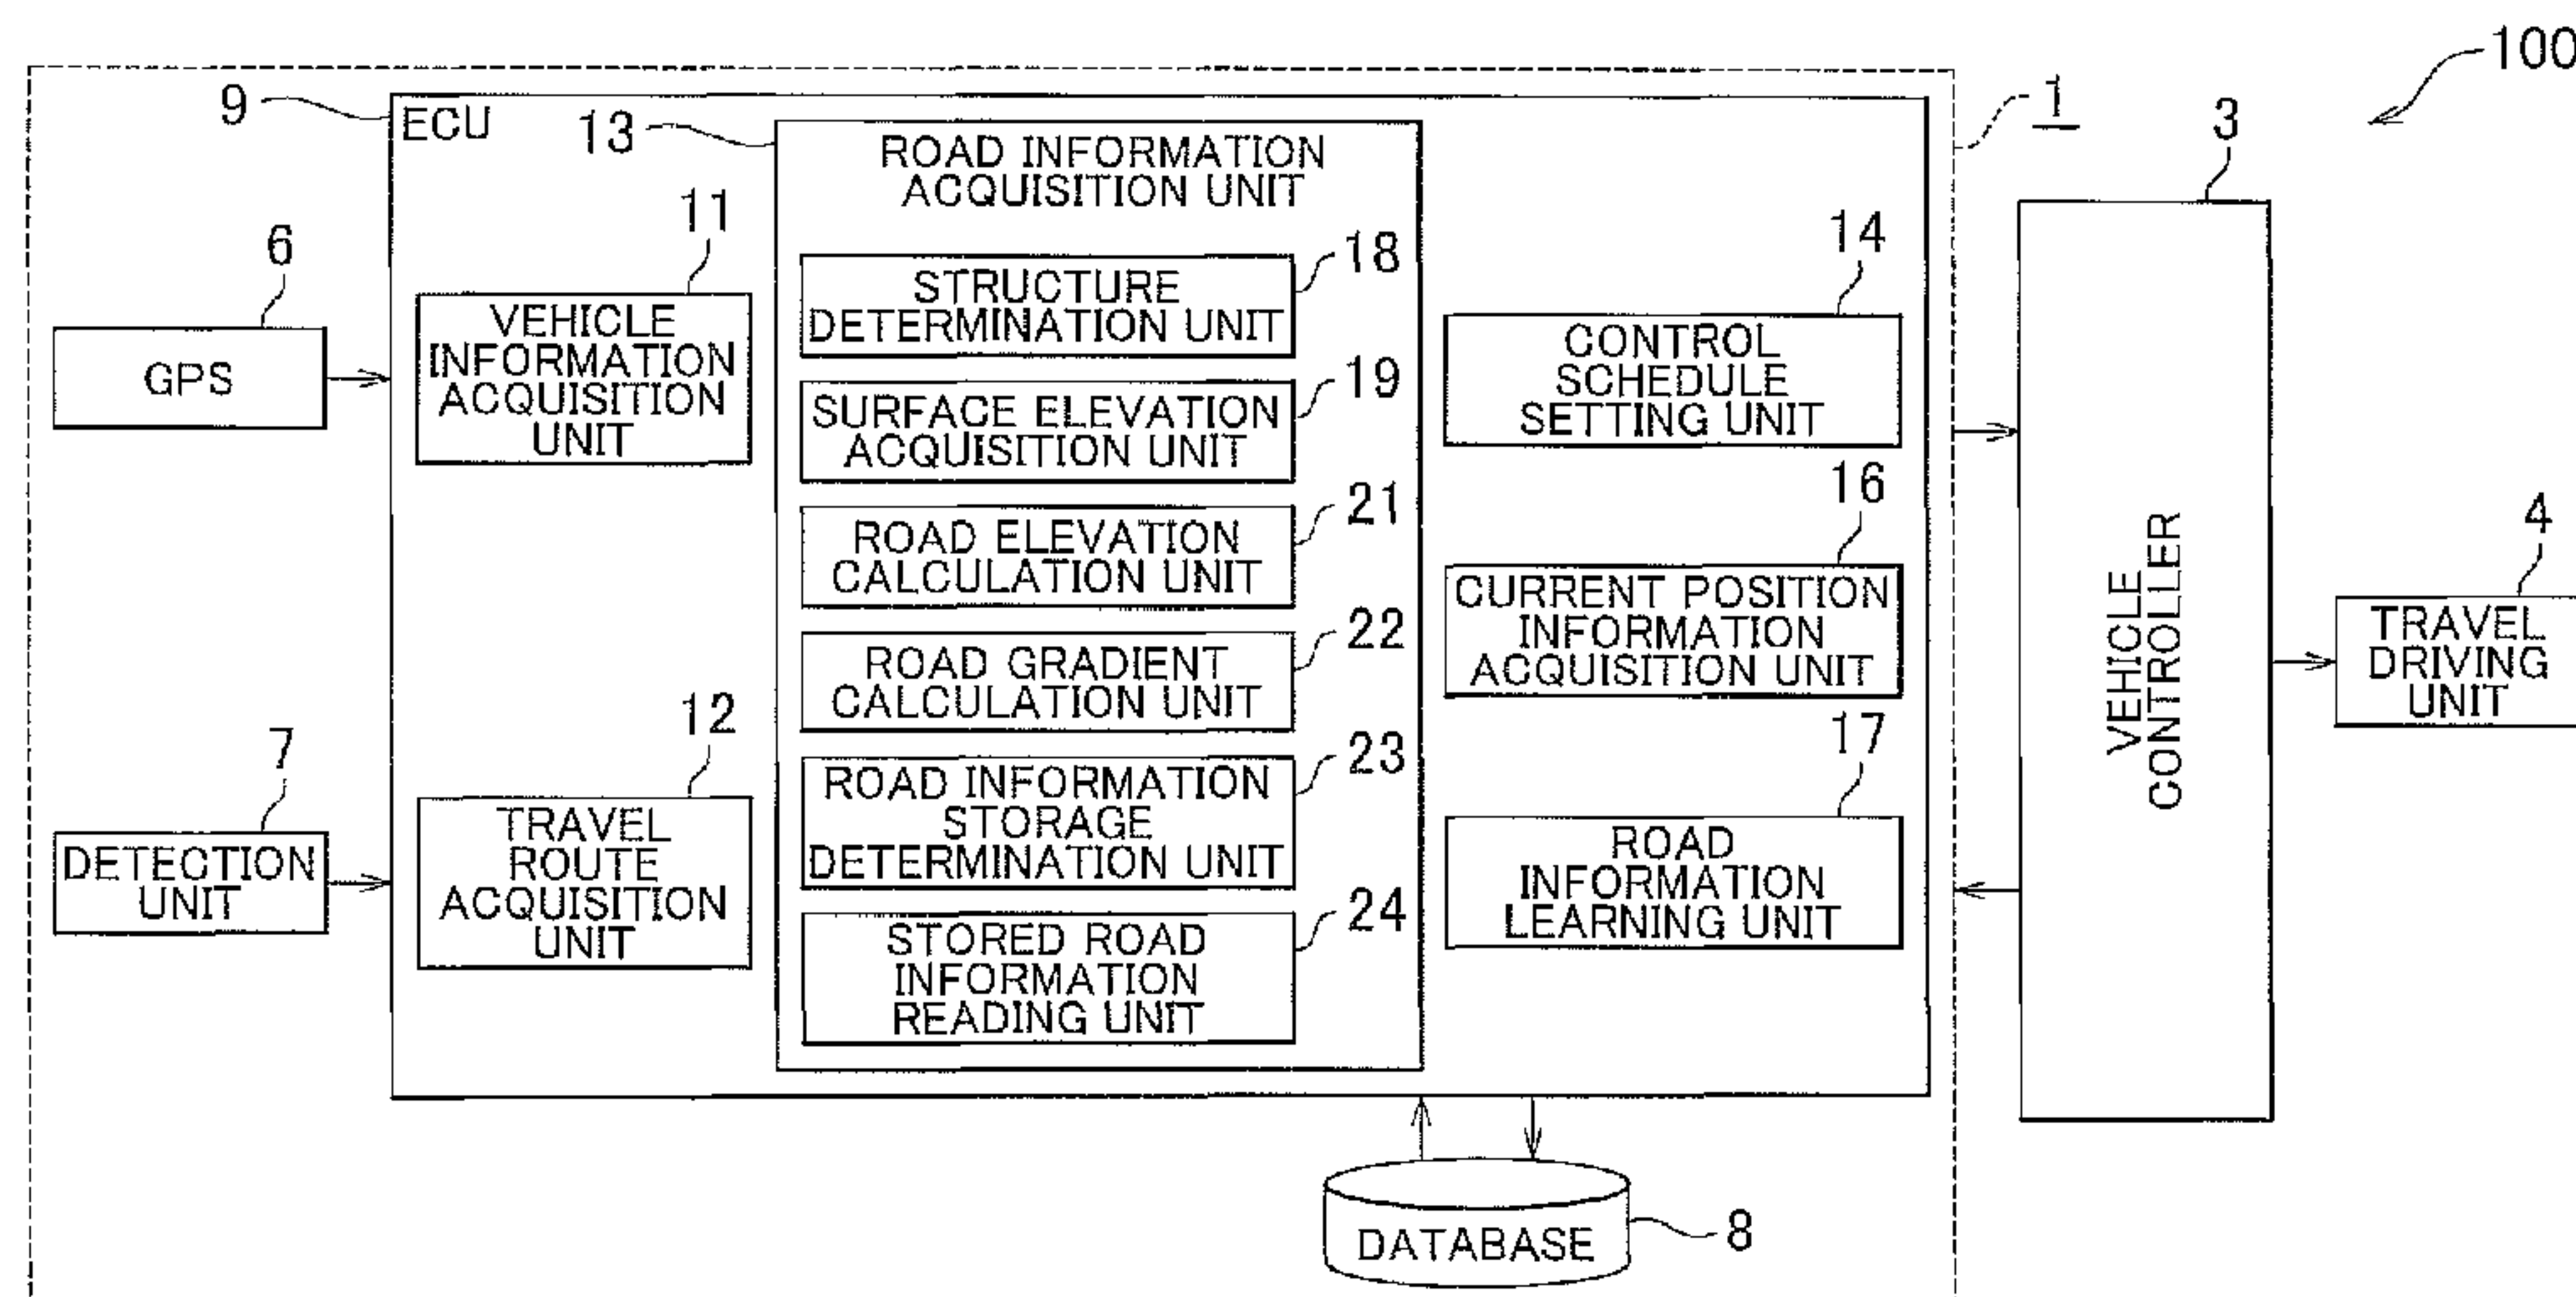 100
1
9
ECU
13
ROAD INFORMATION
ACQUISITION UNIT
3
11
6
GPS
VEHICLE
INFORMATION
ACQUISITION
UNIT
18
STRUCTURE
DETERMINATION UNIT
19
SURFACE ELEVATION
ACQUISITION UNIT
21
ROAD ELEVATION
CALCULATION UNIT
22
ROAD GRADIENT
CALCULATION UNIT
23
ROAD INFORMATION
STORAGE
DETERMINATION UNIT
24
STORED ROAD
INFORMATION
READING UNIT
14
CONTROL
SCHEDULE
SETTING UNIT
16
CURRENT POSITION
INFORMATION
ACQUISITION UNIT
17
ROAD
INFORMATION
LEARNING UNIT
7
DETECTION
UNIT
12
TRAVEL
ROUTE
ACQUISITION
UNIT
VEHICLE
CONTROLLER
4
TRAVEL
DRIVING
UNIT
DATABASE
8